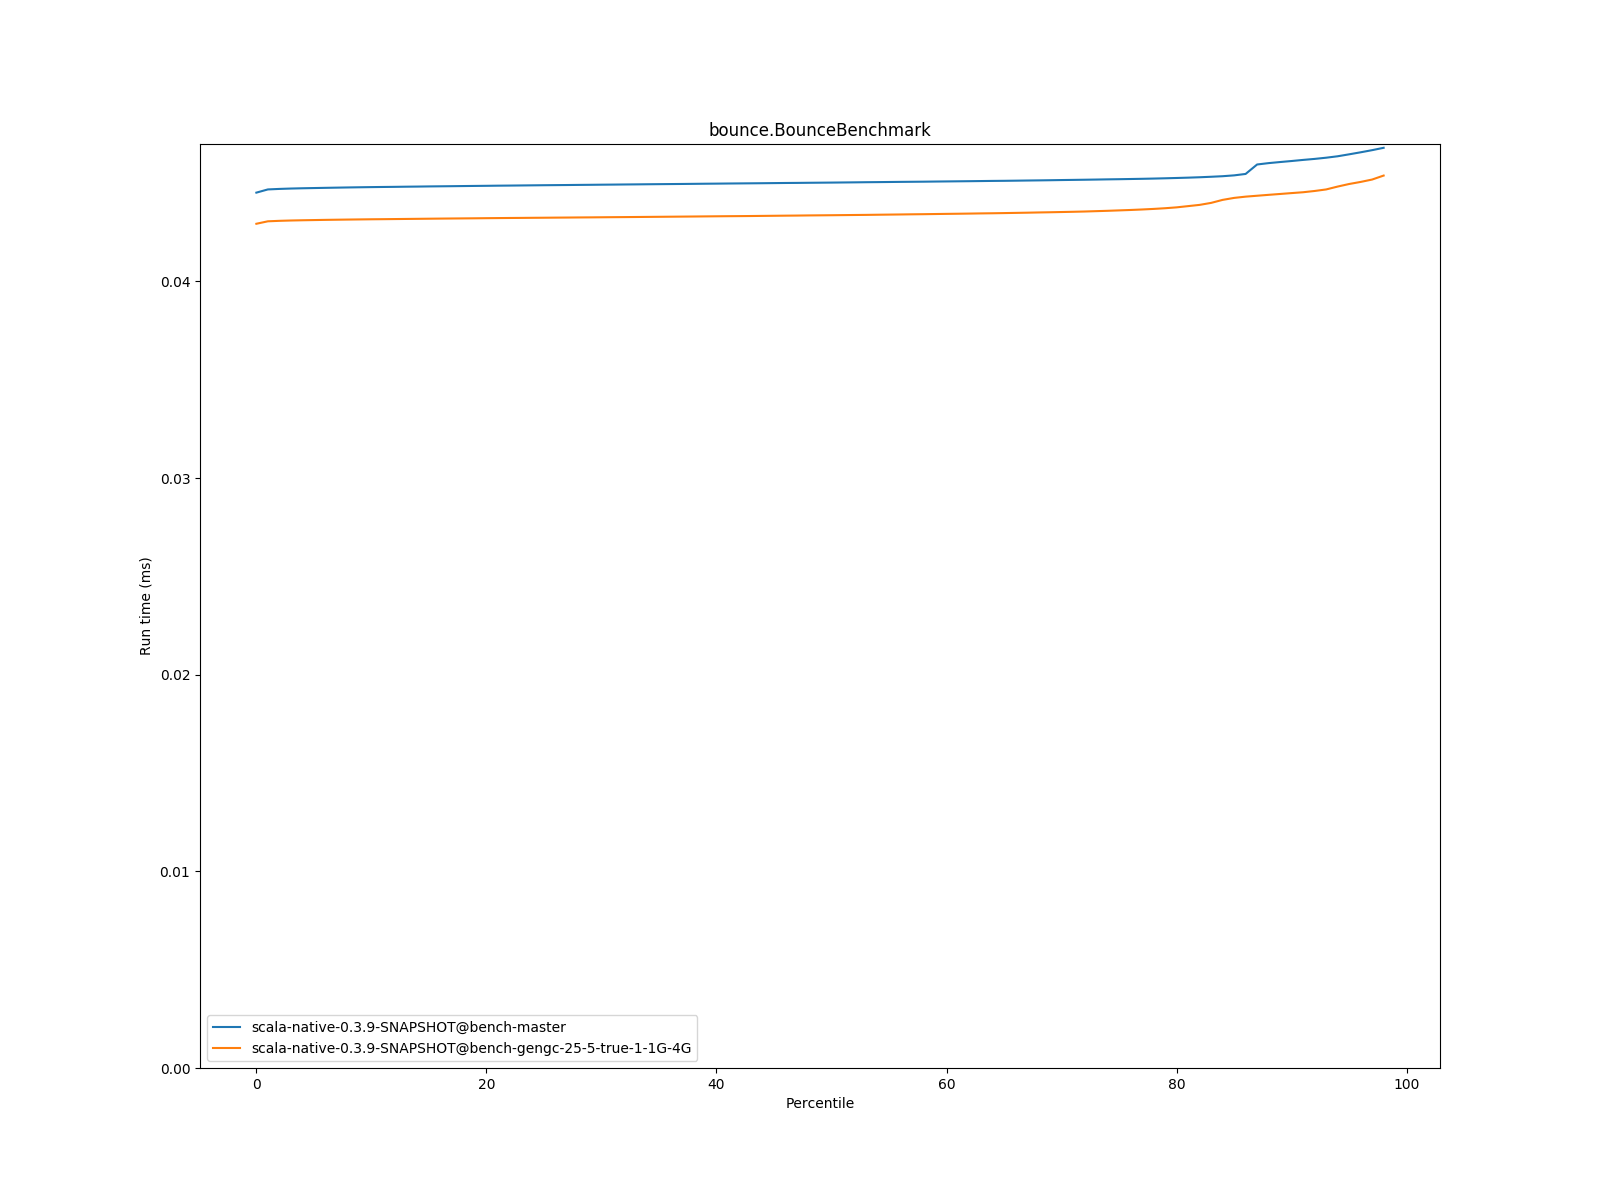 bounce.BounceBenchmark
Run time (ms)
0.04
0.03
0.02
0.01
0.00
0 20 40 60 80 100
Percentile
scala-native-0.3.9-SNAPSHOT@bench-master
scala-native-0.3.9-SNAPSHOT@bench-gengc-25-5-true-1-1G-4G